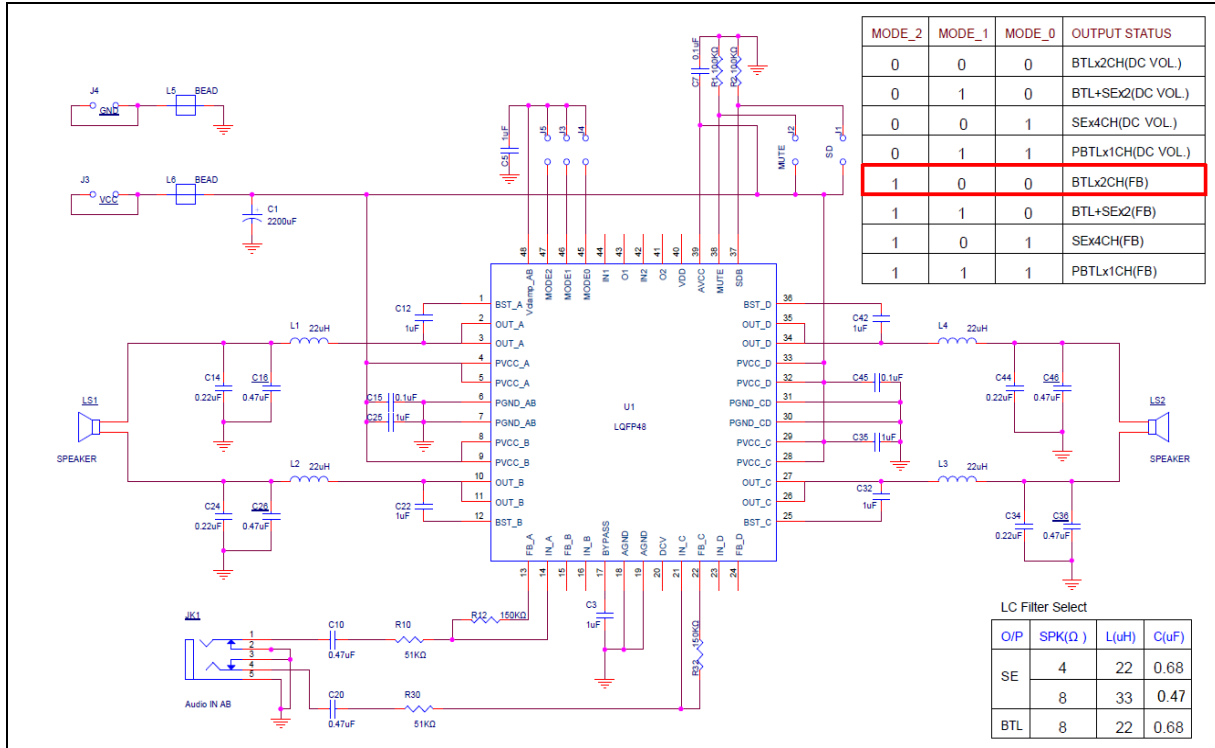 MODE_2 MODE_1 MODE_0 OUTPUT STATUS
0 0 0 BTLx2CH(DC VOL.)
0 1 0 BTL+SEx2(DC VOL.)
0 0 1 SEx4CH(DC VOL.)
0 1 1 PBTLx1CH(DC VOL.)
1 0 0 BTLx2CH(FB)
1 1 0 BTL+SEx2(FB)
1 0 1 SEx4CH(FB)
1 1 1 PBTLx1CH(FB)
J4
GND
L5
BEAD
J3
VCC
L6
BEAD
C1
2200uF
C5 1uF
J5
J3
J4
C7 0.1uF
R1 100KΩ
R2 100KΩ
J2
MUTE
J1
SD
48 47 46 45 44 43 42 41 40 39 38 37
Vclamp_AB MODE2 MODE1 MODE0 IN1 O1 IN2 O2 VDD AVCC MUTE SDB
1 BST_A
2 OUT_A
3 OUT_A
4 PVCC_A
5 PVCC_A
6 PGND_AB
7 PGND_AB
8 PVCC_B
9 PVCC_B
10 OUT_B
11 OUT_B
12 BST_B
U1
LQFP48
BST_D 36
OUT_D 35
OUT_D 34
PVCC_D 33
PVCC_D 32
PGND_CD 31
PGND_CD 30
PVCC_C 29
PVCC_C 28
OUT_C 27
OUT_C 26
BST_C 25
FB_A IN_A FB_B IN_B BYPASS AGND AGND DCV IN_C FB_C IN_D FB_D
13 14 15 16 17 18 19 20 21 22 23 24
C12
1uF
L1 22uH
C14
0.22uF
C16
0.47uF
C15 0.1uF
C25 1uF
LS1
SPEAKER
L2 22uH
C24
0.22uF
C26
0.47uF
C22
1uF
C42
1uF
L4 22uH
C45 0.1uF
C44
0.22uF
C46
0.47uF
LS2
SPEAKER
C35 1uF
L3 22uH
C32
1uF
C34
0.22uF
C36
0.47uF
JK1
1
2
3
4
5
Audio IN AB
C10
0.47uF
R10
51KΩ
R12 150KΩ
C20
0.47uF
R30
51KΩ
C3
1uF
R32 150KΩ
LC Filter Select
O/P SPK(Ω ) L(uH) C(uF)
SE 4 22 0.68
8 33 0.47
BTL 8 22 0.68